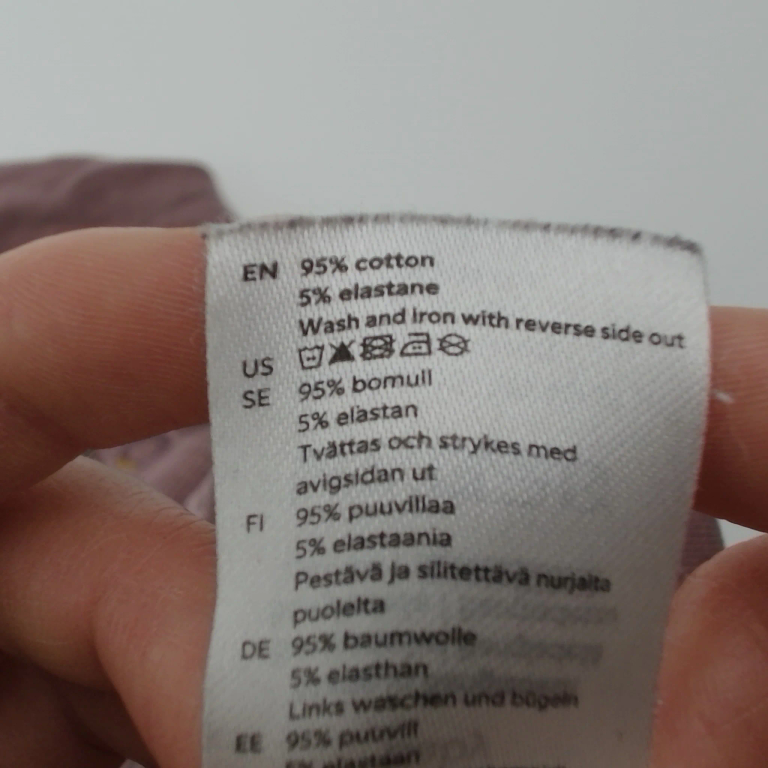 EN 95% cotton
5% elastane
Wash and iron with reverse side out
US
SE 95% bomull
5% elastan
Tvättas och strykes med
avigsidan ut
FI 95% puuvillaa
5% elastaania
Pestävä ja silitettävä nurjalta
puolelta
DE 95% baumwolle
5% elasthan
Links waschen und bügeln
EE 95% puuvill
5% elastaan